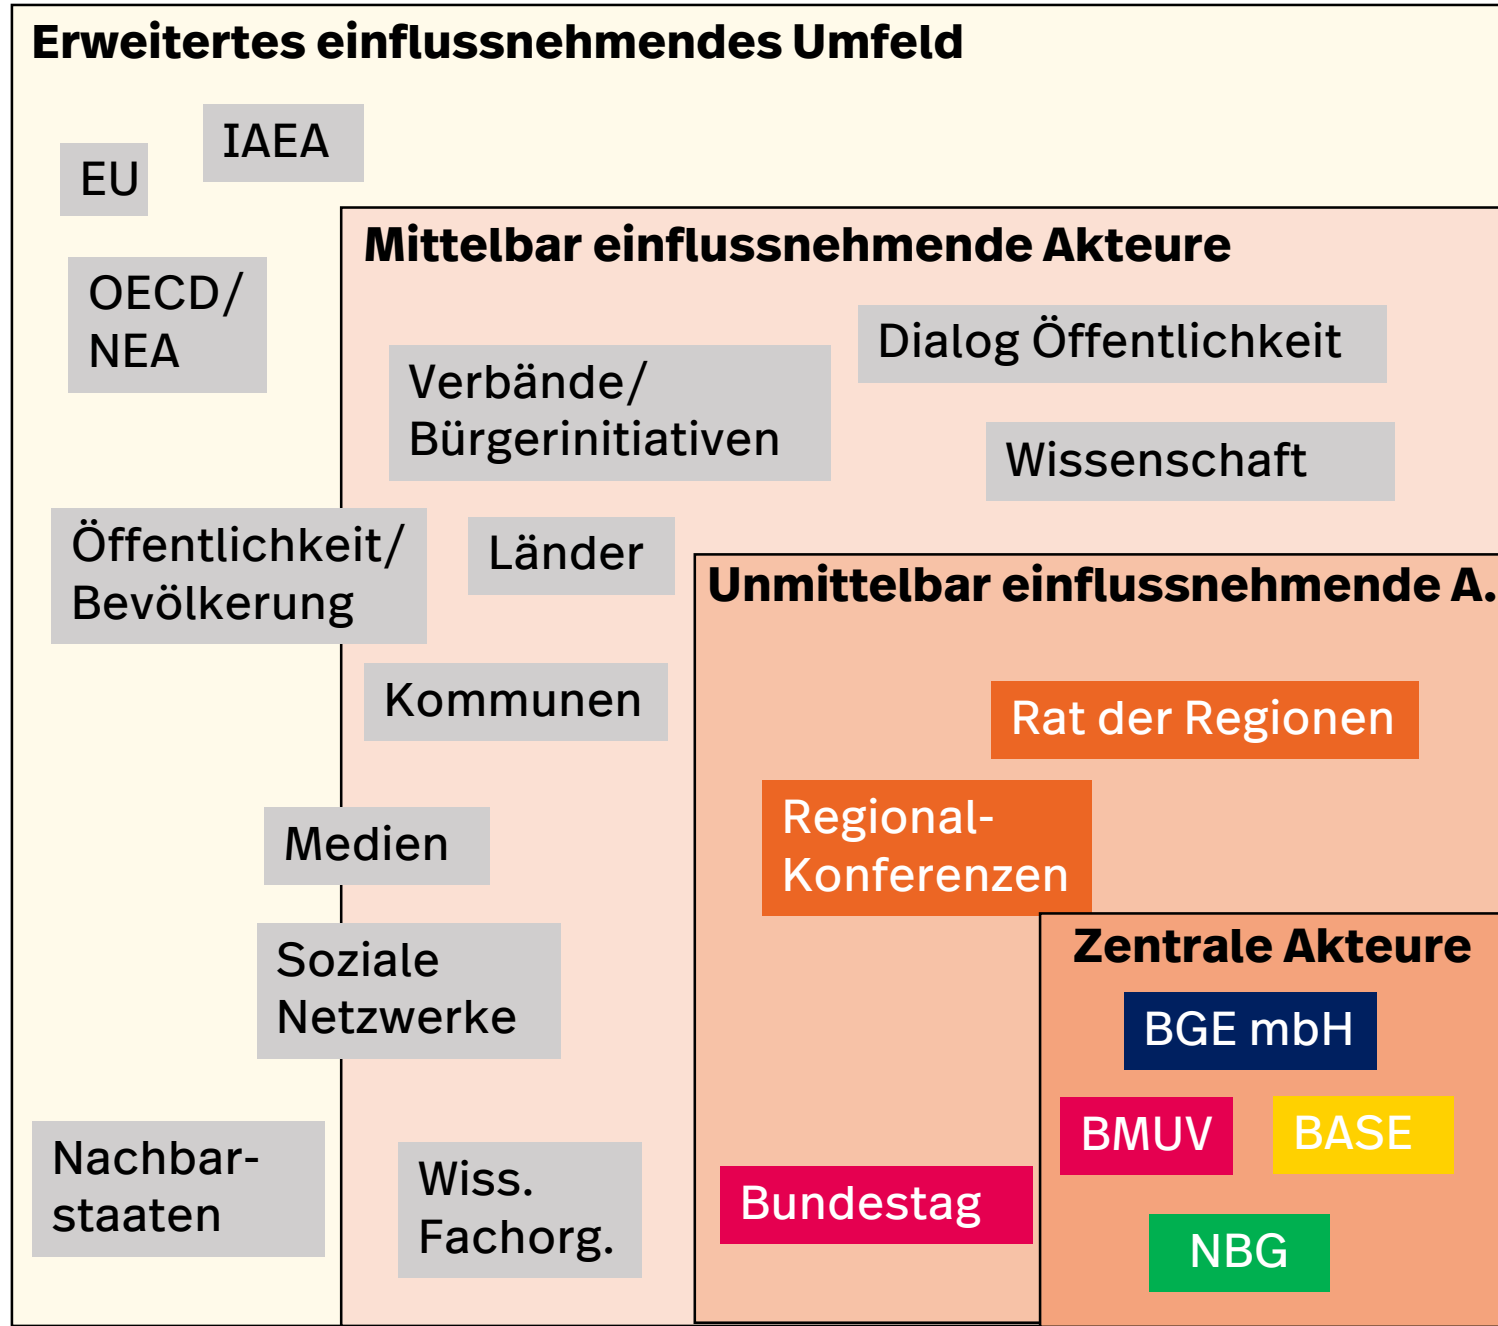 Erweitertes einflussnehmendes Umfeld
IAEA
EU
OECD/
NEA
Mittelbar einflussnehmende Akteure
Dialog Öffentlichkeit
Verbände/
Bürgerinitiativen
Wissenschaft
Öffentlichkeit/
Bevölkerung
Länder
Kommunen
Medien
Soziale
Netzwerke
Nachbar-
staaten
Wiss.
Fachorg.
Unmittelbar einflussnehmende A.
Rat der Regionen
Regional-
Konferenzen
Bundestag
Zentrale Akteure
BGE mbH
BMUV
BASE
NBG